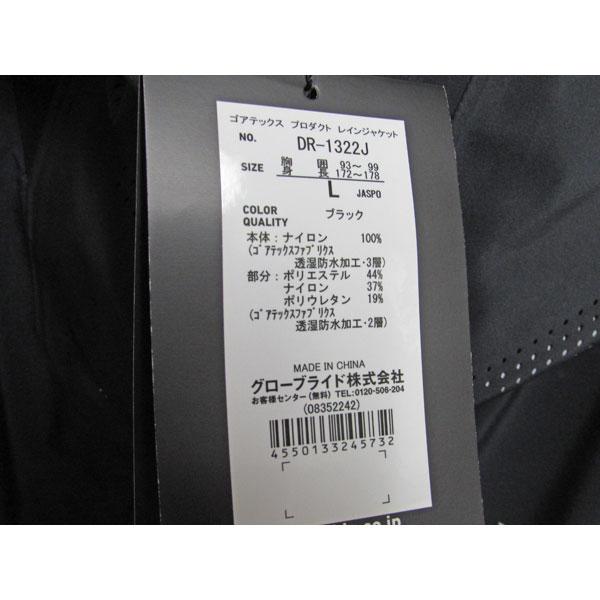 ゴアテックス プロダクト レインジャケット
NO. DR-1322J
SIZE 胸囲 93～99
身長 172～178
L JASPO
COLOR ブラック
QUALITY
本体：ナイロン 100%
(ｺﾞｱﾃｯｸｽﾌｧﾌﾞﾘｸｽ
透湿防水加工・3層)
部分：ポリエステル 44%
ナイロン 37%
ポリウレタン 19%
(ｺﾞｱﾃｯｸｽﾌｧﾌﾞﾘｸｽ
透湿防水加工・2層)
MADE IN CHINA
グローブライド株式会社
お客様センター(無料) TEL:0120-506-204
(08352242)
4550133245732